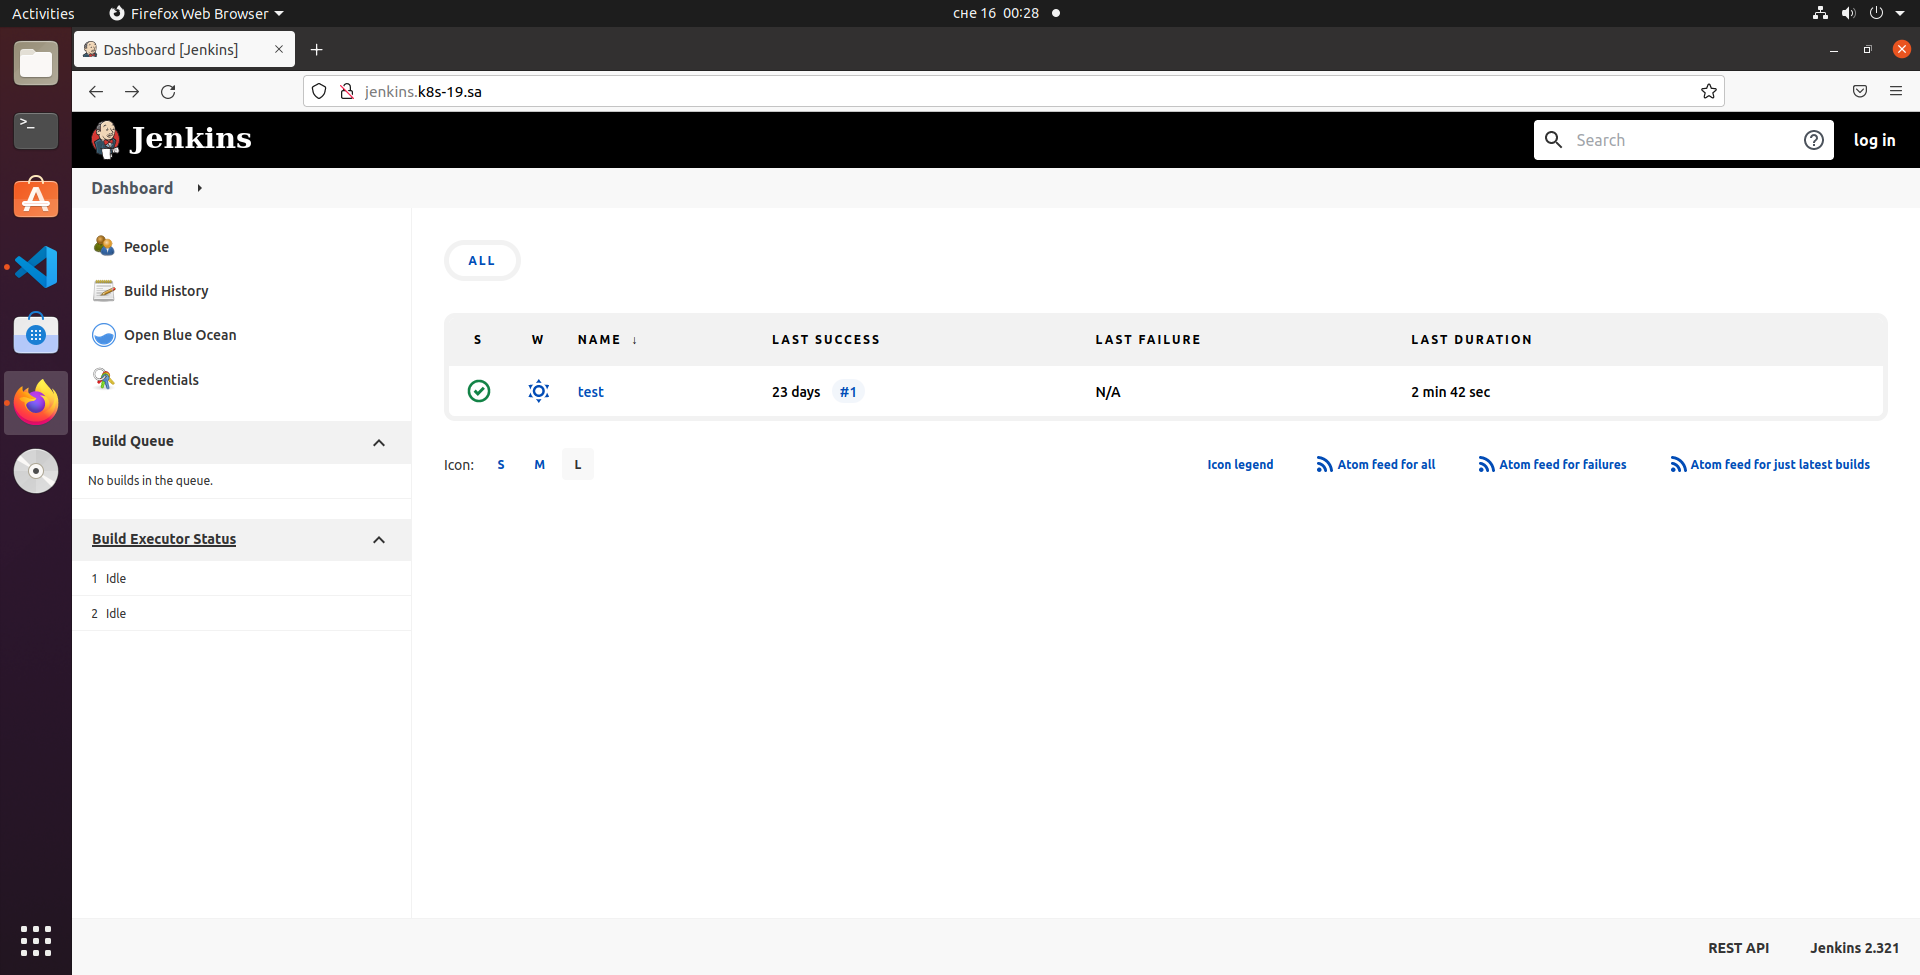 Activities
Firefox Web Browser
сне 16 00:28
Dashboard [Jenkins]
jenkins.k8s-19.sa
Jenkins
Search
log in
Dashboard
People
Build History
Open Blue Ocean
Credentials
Build Queue
No builds in the queue.
Build Executor Status
1 Idle
2 Idle
ALL
S W NAME ↓ LAST SUCCESS LAST FAILURE LAST DURATION
test 23 days #1 N/A 2 min 42 sec
Icon: S M L
Icon legend Atom feed for all Atom feed for failures Atom feed for just latest builds
REST API Jenkins 2.321